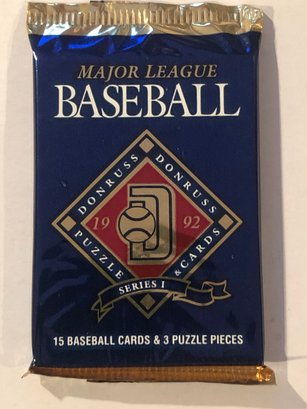 MAJOR LEAGUE
BASEBALL
DONRUSS
DONRUSS
19 92
PUZZLE
& CARDS
SERIES I
15 BASEBALL CARDS & 3 PUZZLE PIECES